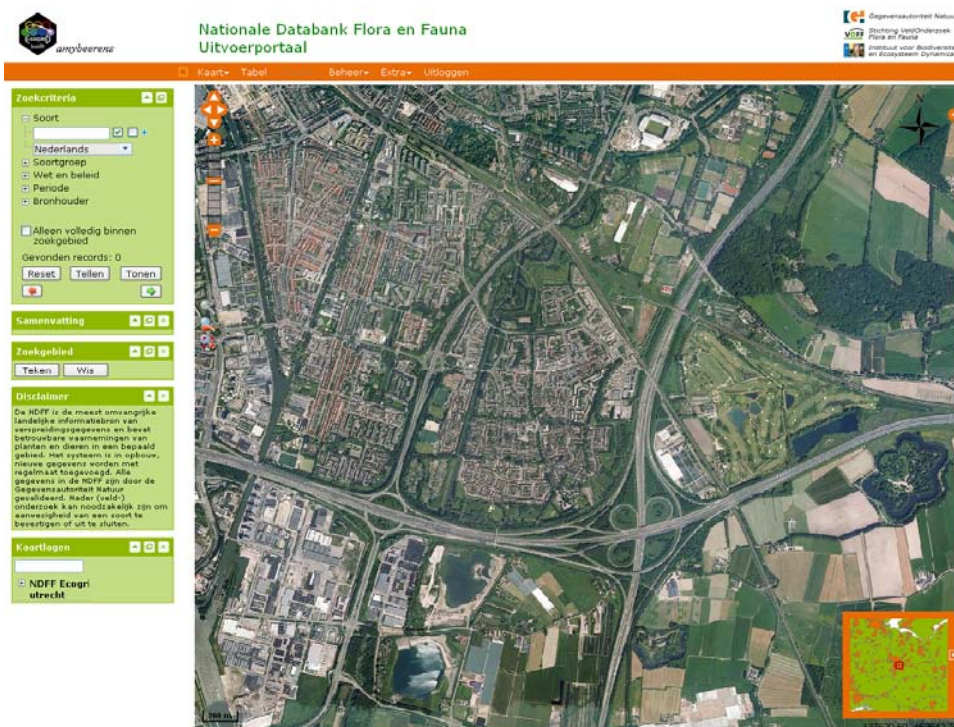 amybeerens
Nationale Databank Flora en Fauna
Uitvoerportaal
Gegevensautoriteit Natuur
Stichting VeldOnderzoek
Flora en Fauna
Instituut voor Biodiversiteit
en Ecosysteem Dynamica
Kaart Tabel Beheer Extra Uitloggen
Zoekcriteria
Soort
Nederlands
Soortgroep
Wet en beleid
Periode
Bronhouder
Alleen volledig binnen
zoekgebied
Gevonden records: 0
Reset Tellen Tonen
Samenvatting
Zoekgebied
Teken Wis
Disclaimer
De NDFF is de meest omvangrijke
landelijke informatiebron van
verspreidingsgegevens en bevat
betrouwbare waarnemingen van
planten en dieren in een bepaald
gebied. Het systeem is in opbouw,
nieuwe gegevens worden met
regelmaat toegevoegd. Alle
gegevens in de NDFF zijn door de
Gegevensautoriteit Natuur
gevalideerd. Nader (veld-)
onderzoek kan noodzakelijk zijn om
aanwezigheid van een soort te
bevestigen of uit te sluiten.
Kaartlagen
NDFF Ecogri
utrecht
N
700 m